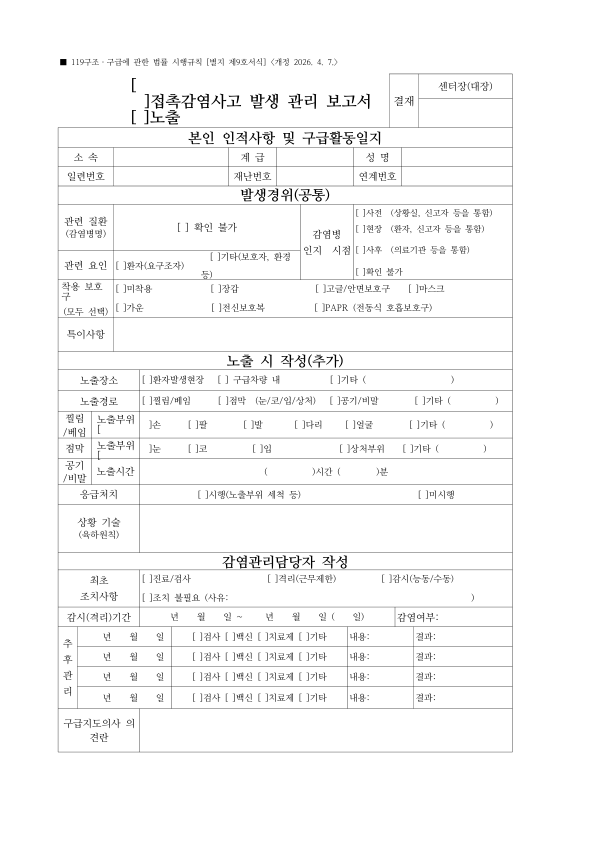 ■ 119구조ㆍ구급에 관한 법률 시행규칙 [별지 제9호서식] <개정 2026. 4. 7.>
[ ]접촉감염사고 발생 관리 보고서
[ ]노출
결재
센터장(대장)
본인 인적사항 및 구급활동일지
소 속 계 급 성 명
일련번호 재난번호 연계번호
발생경위(공통)
관련 질환
(감염병명)
[ ] 확인 불가
감염병
인지 시점
[ ]사전 (상황실, 신고자 등을 통함)
[ ]현장 (환자, 신고자 등을 통함)
[ ]사후 (의료기관 등을 통함)
[ ]확인 불가
관련 요인 [ ]환자(요구조자) [ ]기타(보호자, 환경
등)
착용 보호
구
(모두 선택)
[ ]미착용 [ ]장갑 [ ]고글/안면보호구 [ ]마스크
[ ]가운 [ ]전신보호복 [ ]PAPR (전동식 호흡보호구)
특이사항
노출 시 작성(추가)
노출장소 [ ]환자발생현장 [ ] 구급차량 내 [ ]기타 ( )
노출경로 [ ]찔림/베임 [ ]점막 (눈/코/입/상처) [ ]공기/비말 [ ]기타 ( )
찔림
/베임
노출부위
[ ]손 [ ]팔 [ ]발 [ ]다리 [ ]얼굴 [ ]기타 ( )
점막 노출부위
[ ]눈 [ ]코 [ ]입 [ ]상처부위 [ ]기타 ( )
공기
/비말
노출시간 ( )시간 ( )분
응급처치 [ ]시행(노출부위 세척 등) [ ]미시행
상황 기술
(육하원칙)
감염관리담당자 작성
최초
조치사항
[ ]진료/검사 [ ]격리(근무제한) [ ]감시(능동/수동)
[ ]조치 불필요 (사유: )
감시(격리)기간 년 월 일 ~ 년 월 일 ( 일) 감염여부:
추
후
관
리
년 월 일 [ ]검사 [ ]백신 [ ]치료제 [ ]기타 내용: 결과:
년 월 일 [ ]검사 [ ]백신 [ ]치료제 [ ]기타 내용: 결과:
년 월 일 [ ]검사 [ ]백신 [ ]치료제 [ ]기타 내용: 결과:
년 월 일 [ ]검사 [ ]백신 [ ]치료제 [ ]기타 내용: 결과:
구급지도의사 의
견란